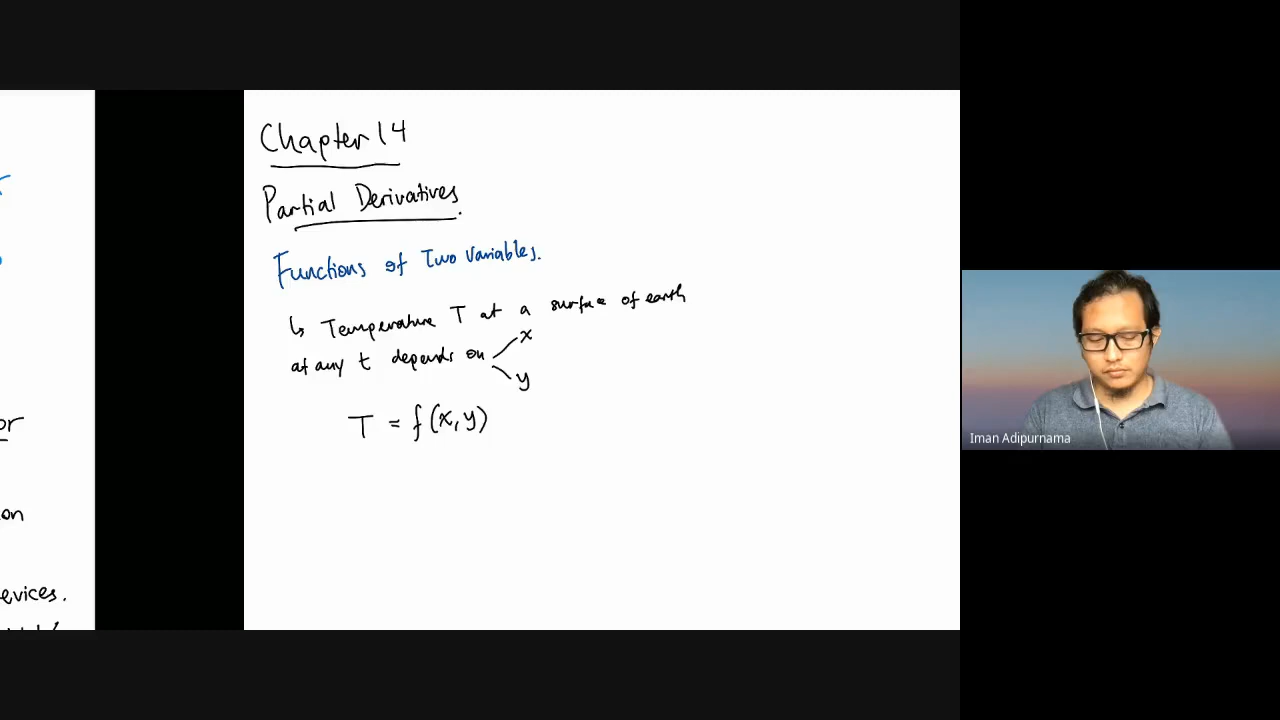 Chapter 14
Partial Derivatives.
Functions of Two Variables.
↳ Temperature T at a surface of earth
at any t depends on x
y
T = f(x,y)
or
on
evices.
Iman Adipurnama